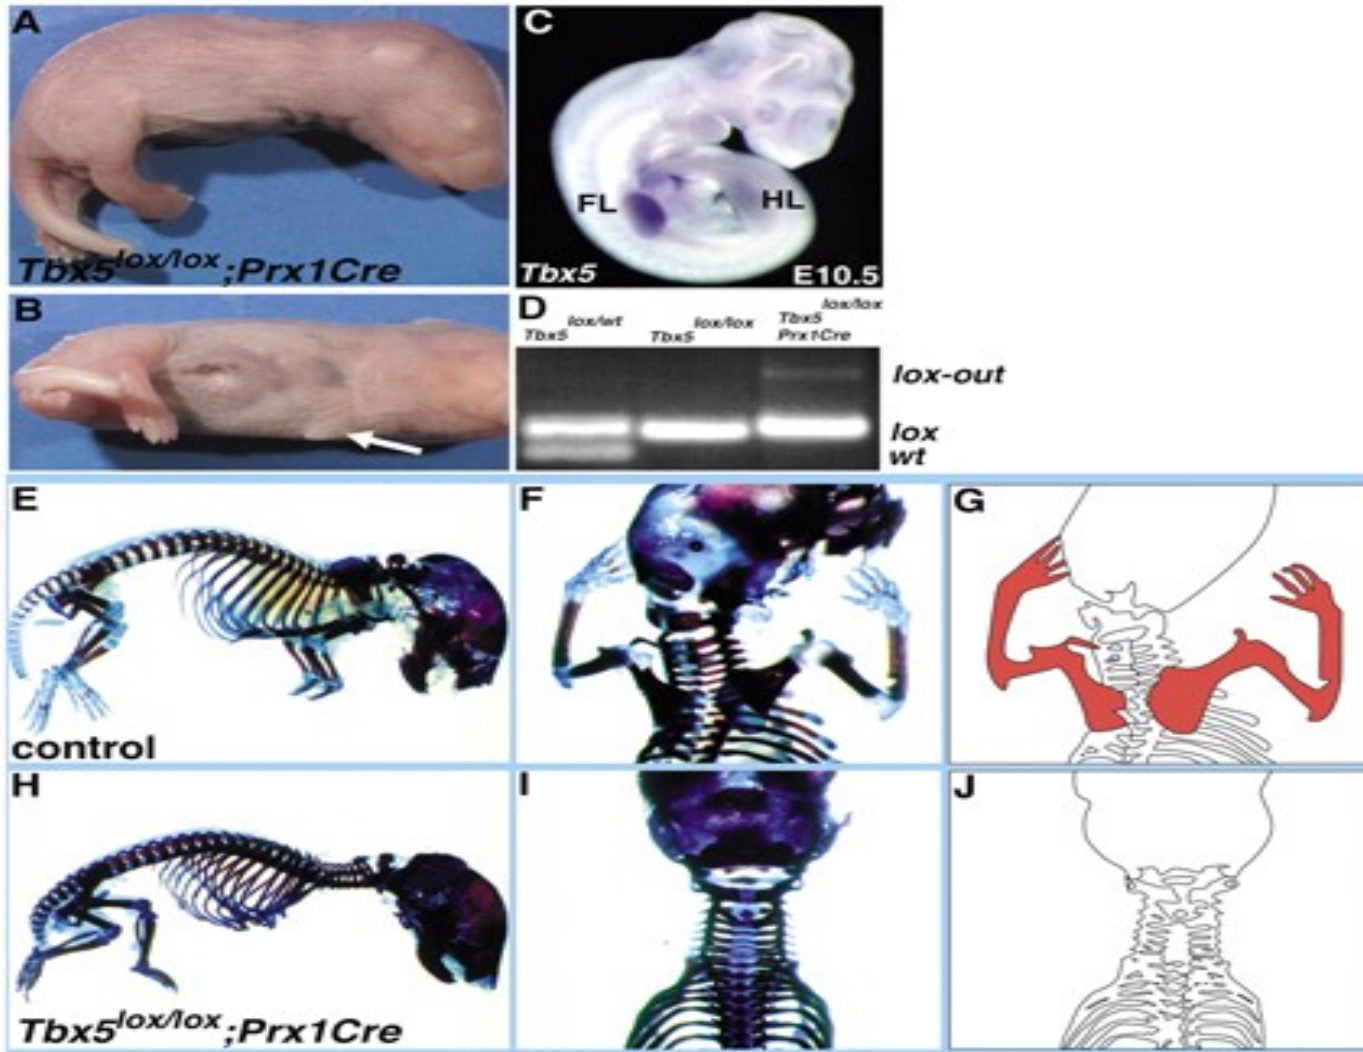 A
Tbx5lox/lox;Prx1Cre
B
C
FL
HL
Tbx5
E10.5
D
Tbx5lox/wt
Tbx5lox/lox
Tbx5lox/lox
Prx1Cre
lox-out
lox
wt
E
control
F
G
H
Tbx5lox/lox;Prx1Cre
I
J